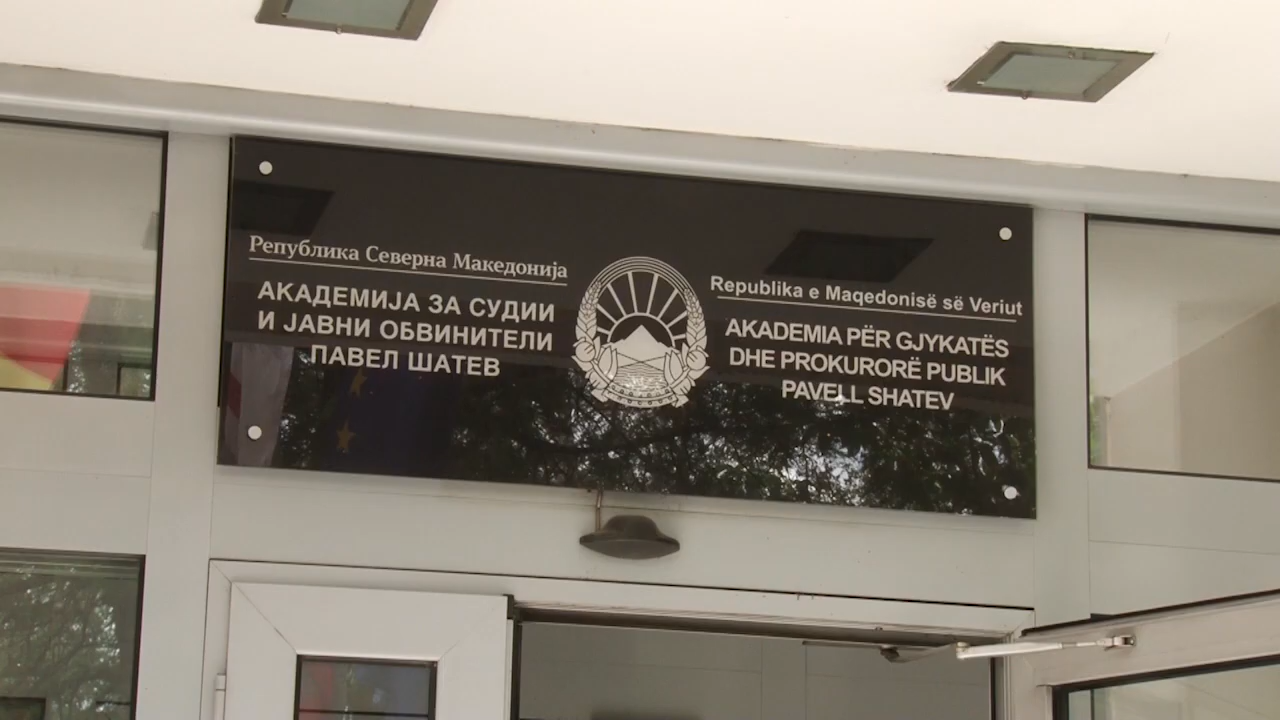 Република Северна Македонија
АКАДЕМИЈА ЗА СУДИИ
И ЈАВНИ ОБВИНИТЕЛИ
ПАВЕЛ ШАТЕВ
Republika e Maqedonisë së Veriut
AKADEMIA PËR GJYKATËS
DHE PROKURORË PUBLIK
PAVELL SHATEV